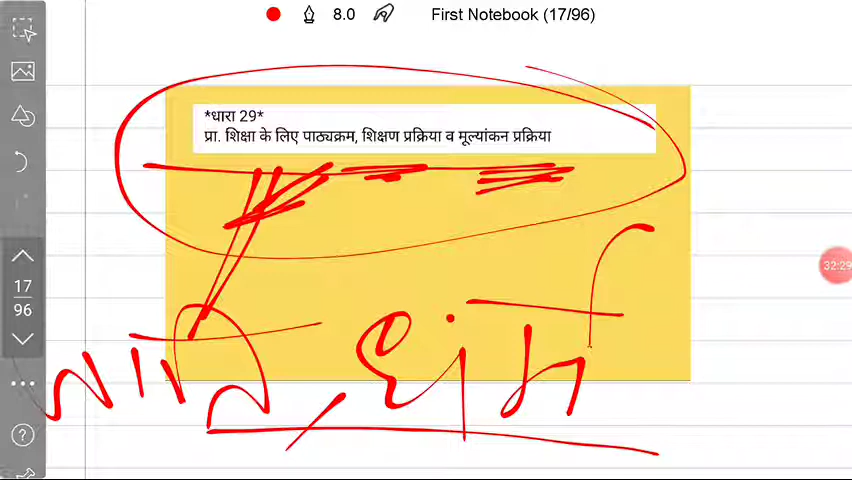 8.0 First Notebook (17/96)
*धारा 29*
प्रा. शिक्षा के लिए पाठ्यक्रम, शिक्षण प्रक्रिया व मूल्यांकन प्रक्रिया
32:29
17
96